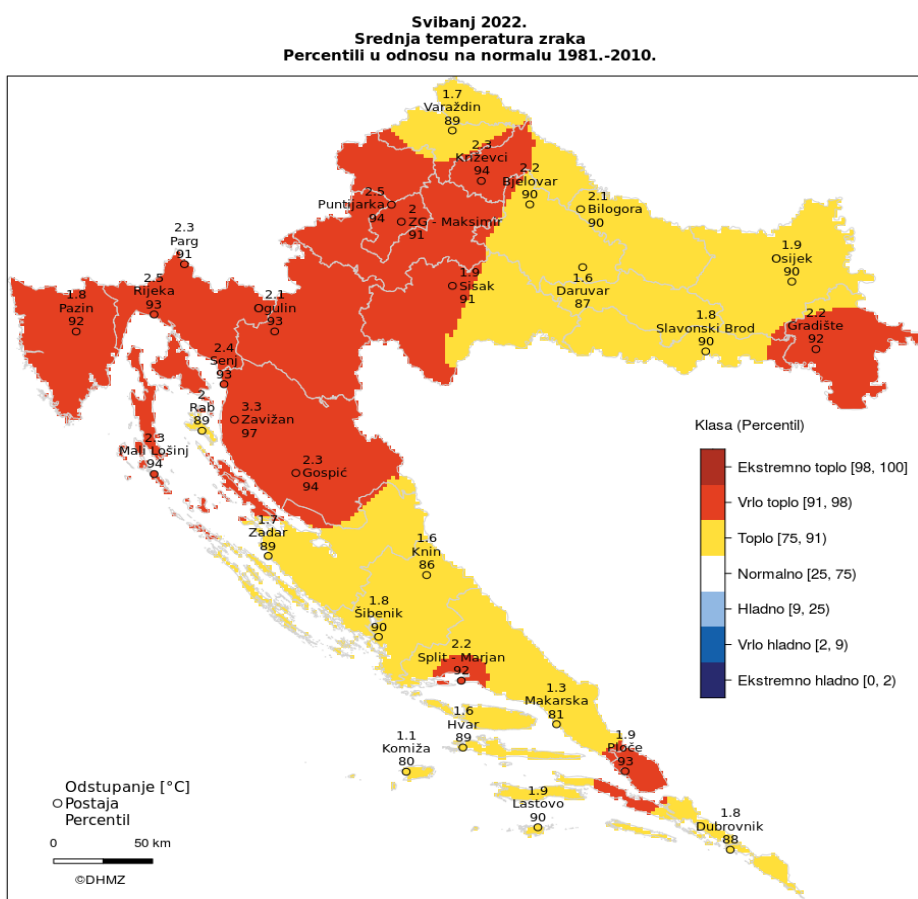 Svibanj 2022.
Srednja temperatura zraka
Percentili u odnosu na normalu 1981.-2010.
1.7
Varaždin
89
2.3
Križevci
94
2.2
Bjelovar
90
2.5
Puntijarka
94
2
ZG - Maksimir
91
2.1
Bilogora
90
2.3
Parg
91
1.9
Osijek
90
1.9
Sisak
91
1.6
Daruvar
87
2.5
Rijeka
93
1.8
Pazin
92
2.1
Ogulin
93
1.8
Slavonski Brod
90
2.2
Gradište
92
2.4
Senj
93
2
Rab
89
3.3
Zavižan
97
2.3
Mali Lošinj
94
2.3
Gospić
94
Klasa (Percentil)
Ekstremno toplo [98, 100]
Vrlo toplo [91, 98)
Toplo [75, 91)
Normalno [25, 75)
Hladno [9, 25)
Vrlo hladno [2, 9)
Ekstremno hladno [0, 2)
1.7
Zadar
89
1.6
Knin
86
1.8
Šibenik
90
2.2
Split - Marjan
92
1.3
Makarska
81
1.6
Hvar
89
1.1
Komiža
80
1.9
Ploče
93
1.9
Lastovo
90
1.8
Dubrovnik
88
Odstupanje [°C]
Postaja
Percentil
0 50 km
©DHMZ